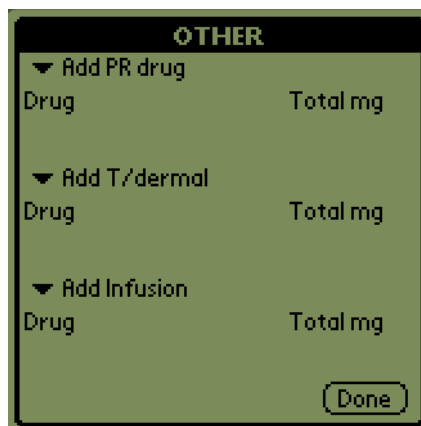 OTHER
Add PR drug
Drug Total mg
Add T/dermal
Drug Total mg
Add Infusion
Drug Total mg
Done